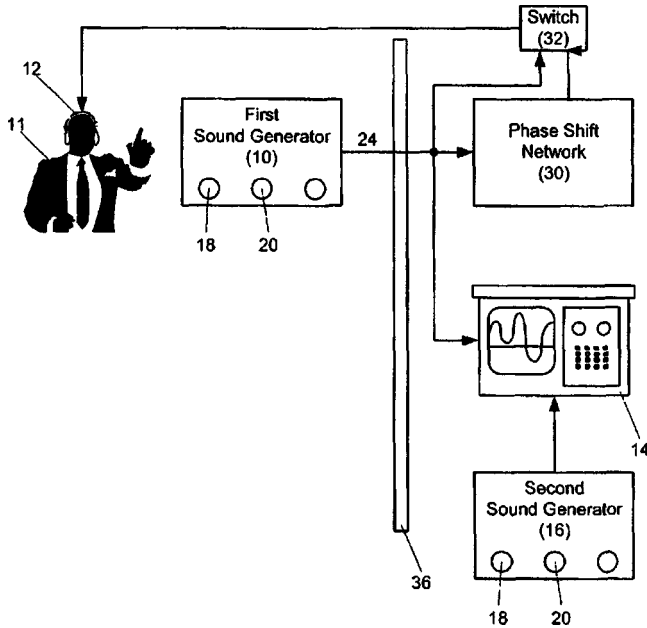 Switch
(32)
12
11
First
Sound Generator
(10)
24
Phase Shift
Network
(30)
18
20
14
Second
Sound Generator
(16)
36
18
20